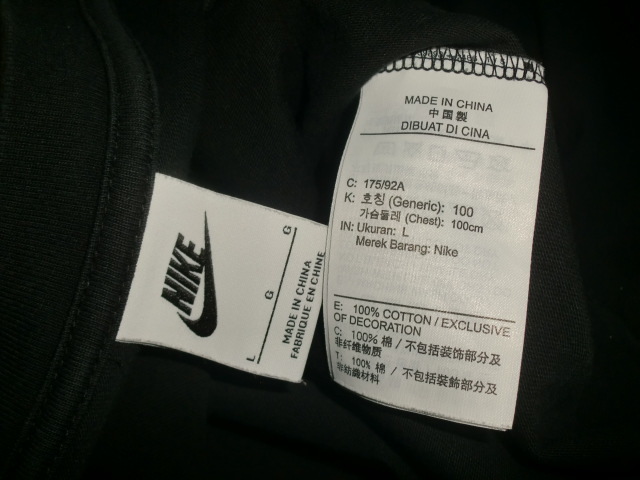 NIKE
L
G
G
MADE IN CHINA
FABRIQUE EN CHINE
MADE IN CHINA
中国製
DIBUAT DI CINA
C: 175/92A
K: 호칭 (Generic): 100
가슴둘레 (Chest): 100cm
IN: Ukuran: L
Merek Barang: Nike
E: 100% COTTON / EXCLUSIVE
OF DECORATION
C: 100% 棉 / 不包括装饰部分及
非纤维物质
T: 100% 棉 / 不包括裝飾部分及
非紡織材料